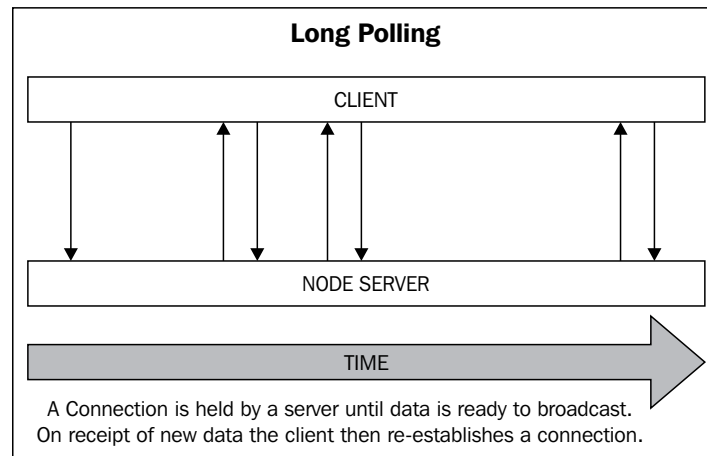 Long Polling
CLIENT
NODE SERVER
TIME
A Connection is held by a server until data is ready to broadcast.
On receipt of new data the client then re-establishes a connection.